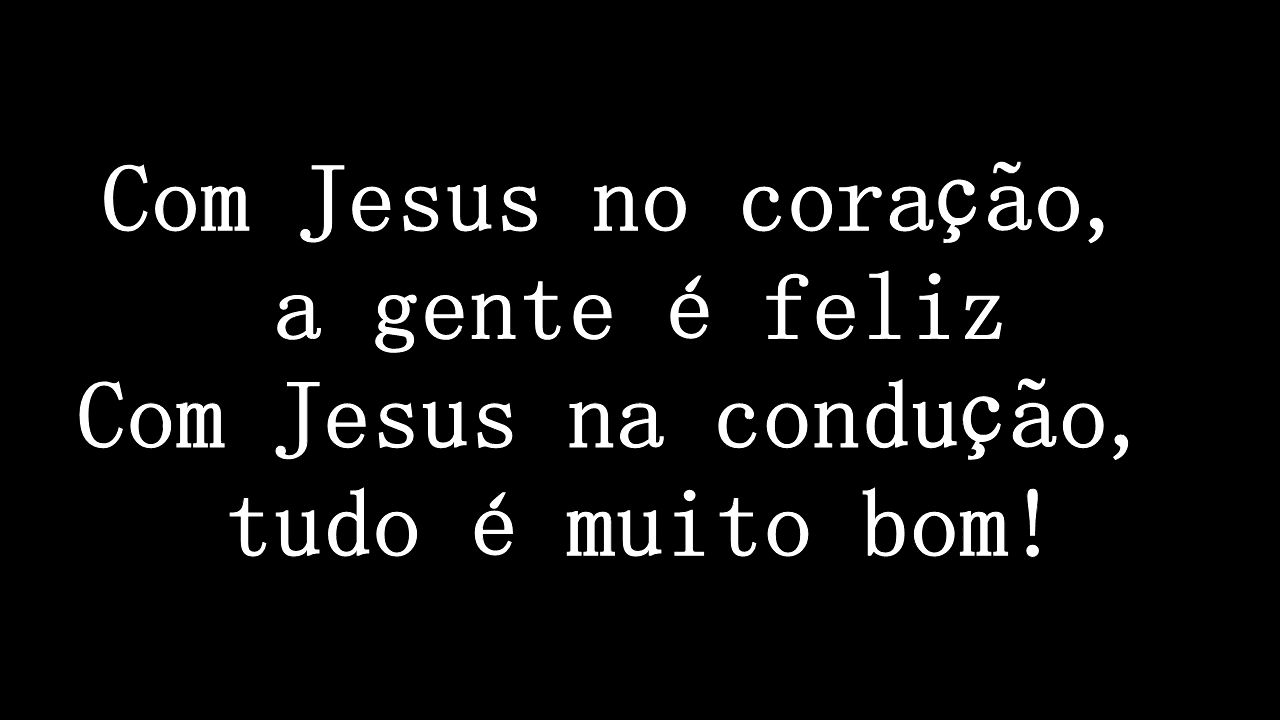 Com Jesus no coração,
a gente é feliz
Com Jesus na condução,
tudo é muito bom!